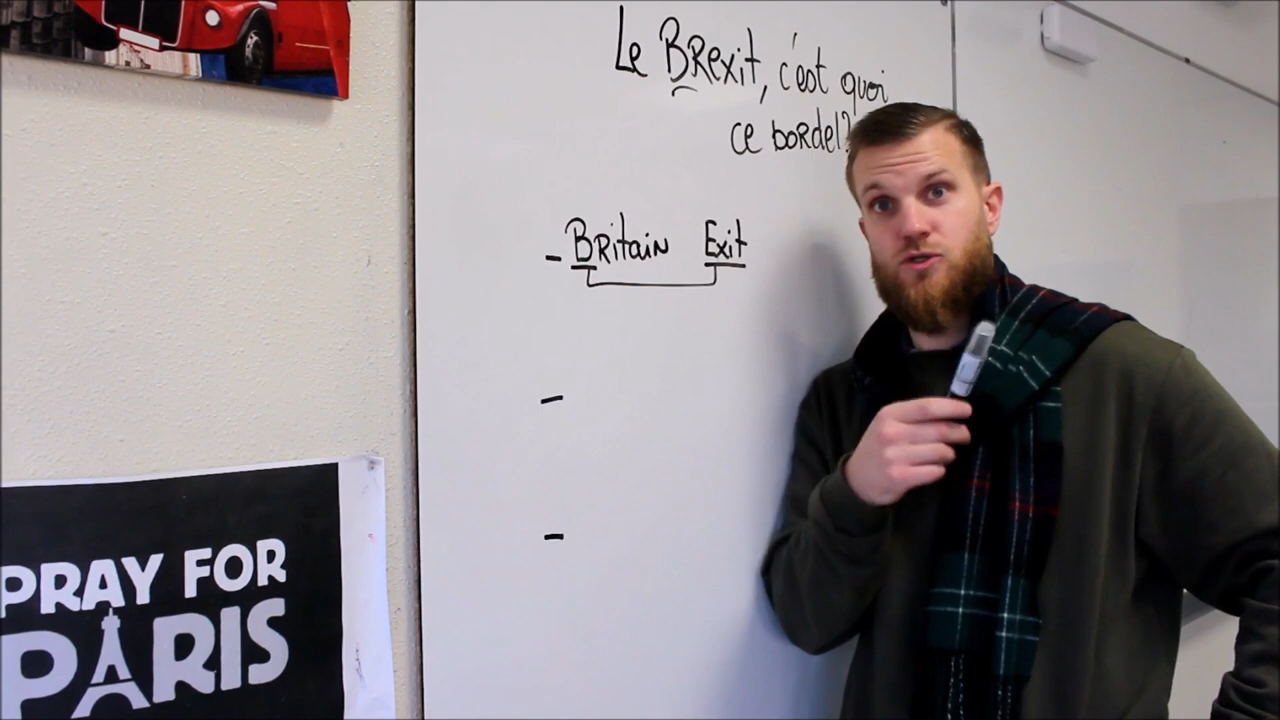 Le BRexit, c'est quoi
ce bordel?
- Britain Exit
-
-
PRAY FOR
PARIS